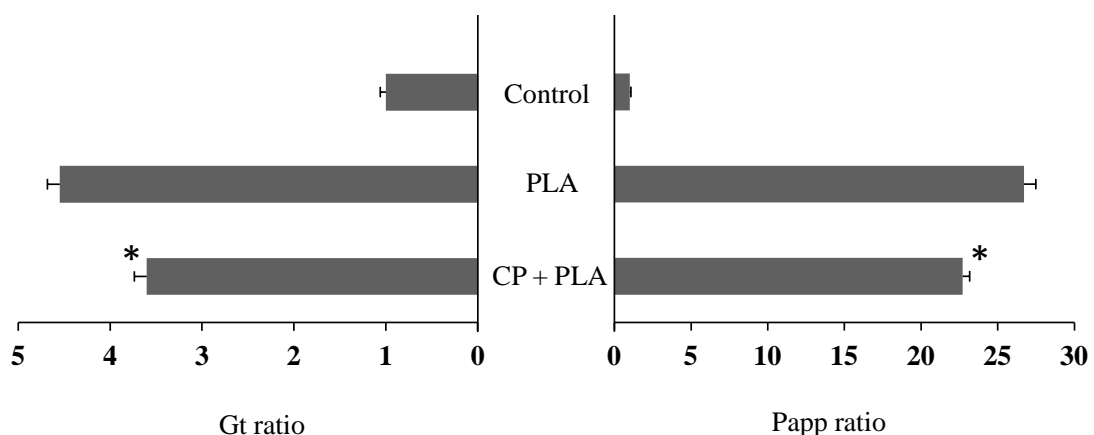 Control
PLA
* CP + PLA *
5 4 3 2 1 0 0 5 10 15 20 25 30
Gt ratio Papp ratio